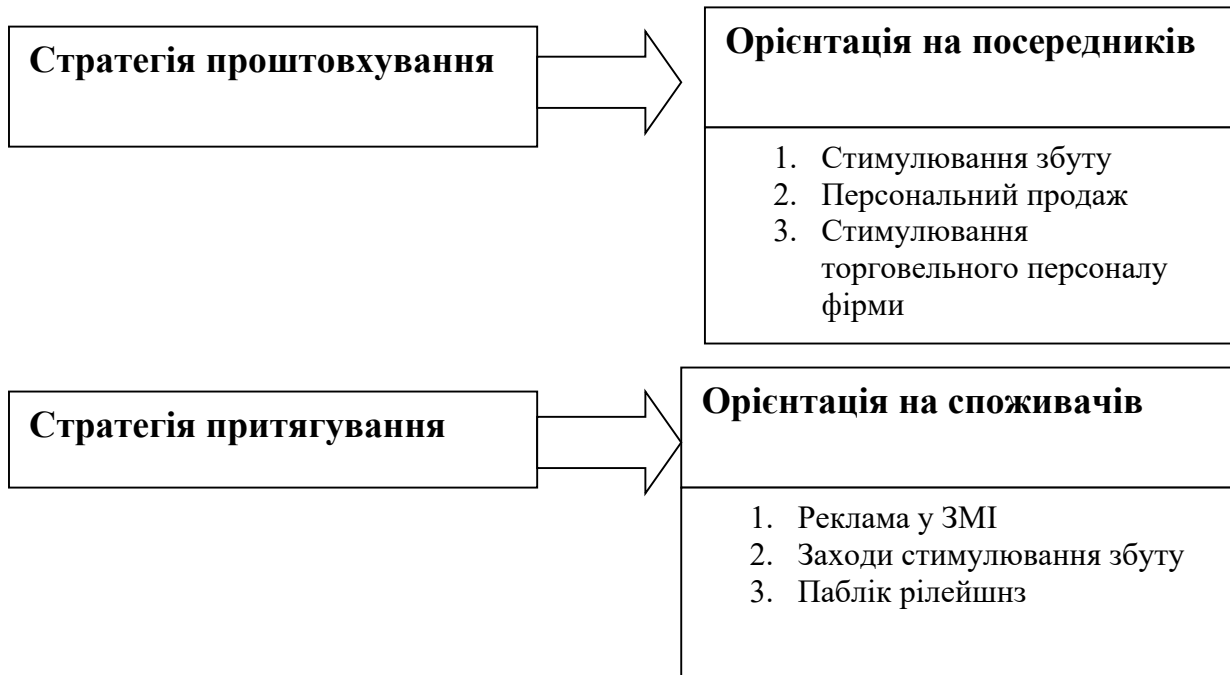 Стратегія проштовхування
Орієнтація на посередників
1. Стимулювання збуту
2. Персональний продаж
3. Стимулювання
торговельного персоналу
фірми
Стратегія притягування
Орієнтація на споживачів
1. Реклама у ЗМІ
2. Заходи стимулювання збуту
3. Паблік рілейшнз